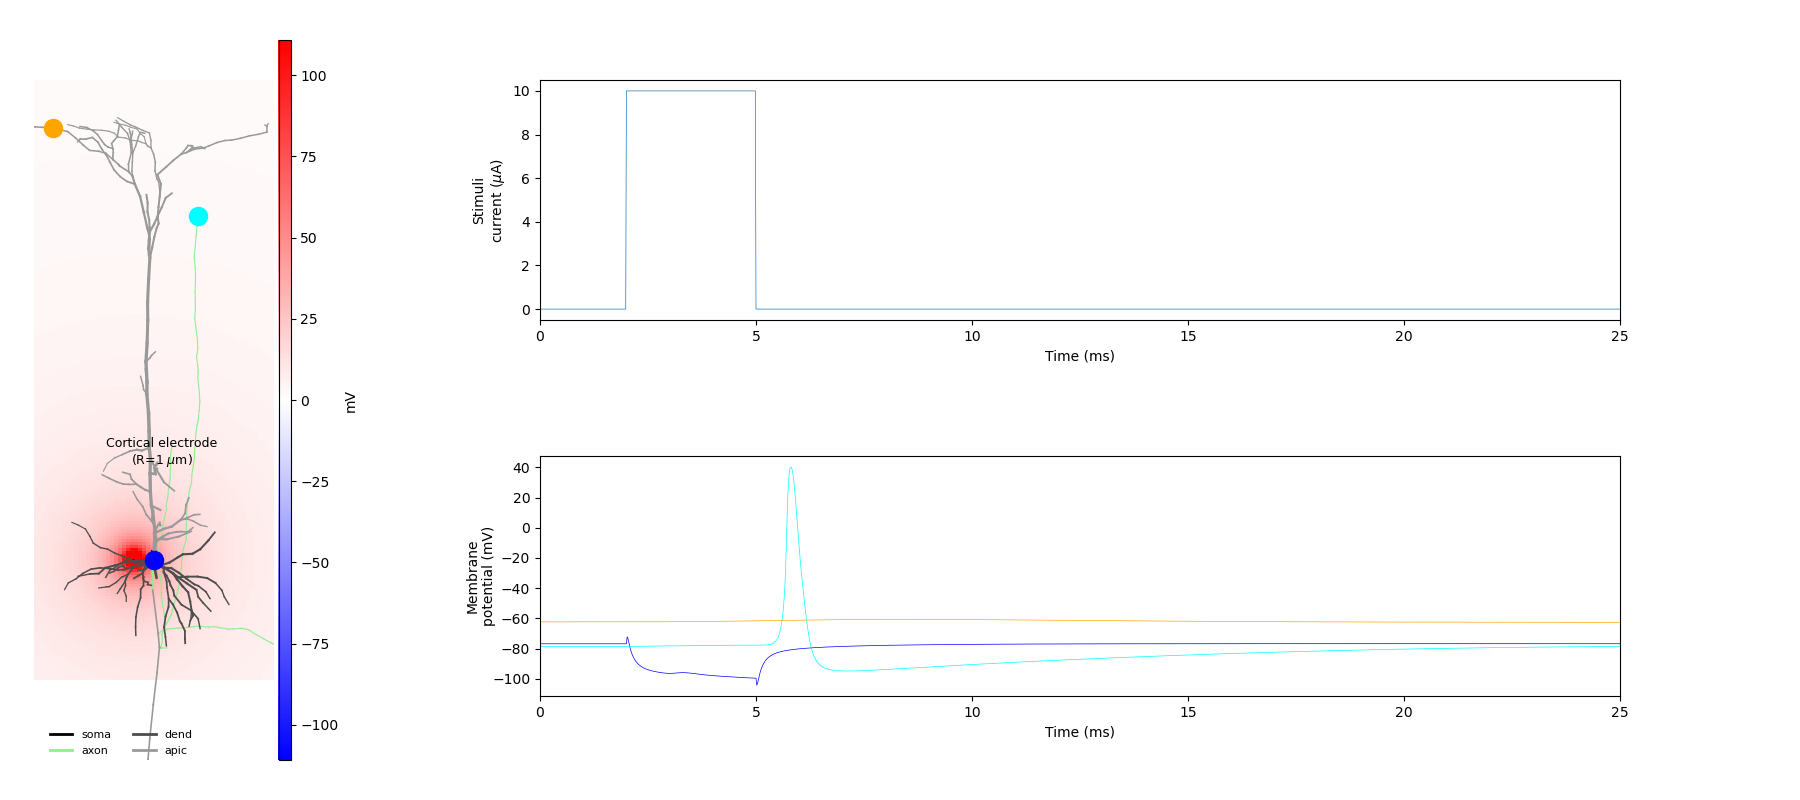 100
75
50
25
0
−25
−50
−75
−100
mV
Cortical electrode
(R=1 μm)
soma
axon
dend
apic
Stimuli
current (μA)
10
8
6
4
2
0
0 5 10 15 20 25
Time (ms)
Membrane
potential (mV)
40
20
0
−20
−40
−60
−80
−100
0 5 10 15 20 25
Time (ms)